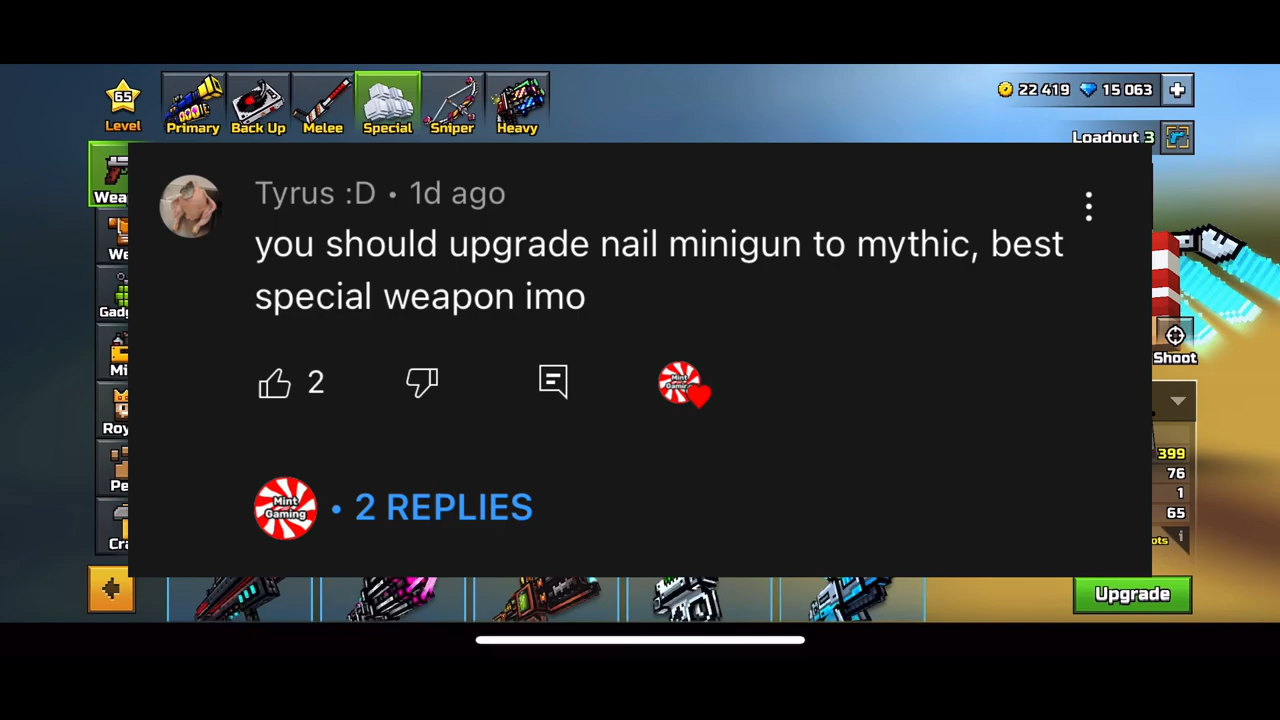 65
Level
Primary
Back Up
Melee
Special
Sniper
Heavy
22 419
15 063
+
Loadout 3
Tyrus :D • 1d ago
you should upgrade nail minigun to mythic, best
special weapon imo
2
Mint
Gaming
• 2 REPLIES
Shoot
399
76
1
65
Upgrade